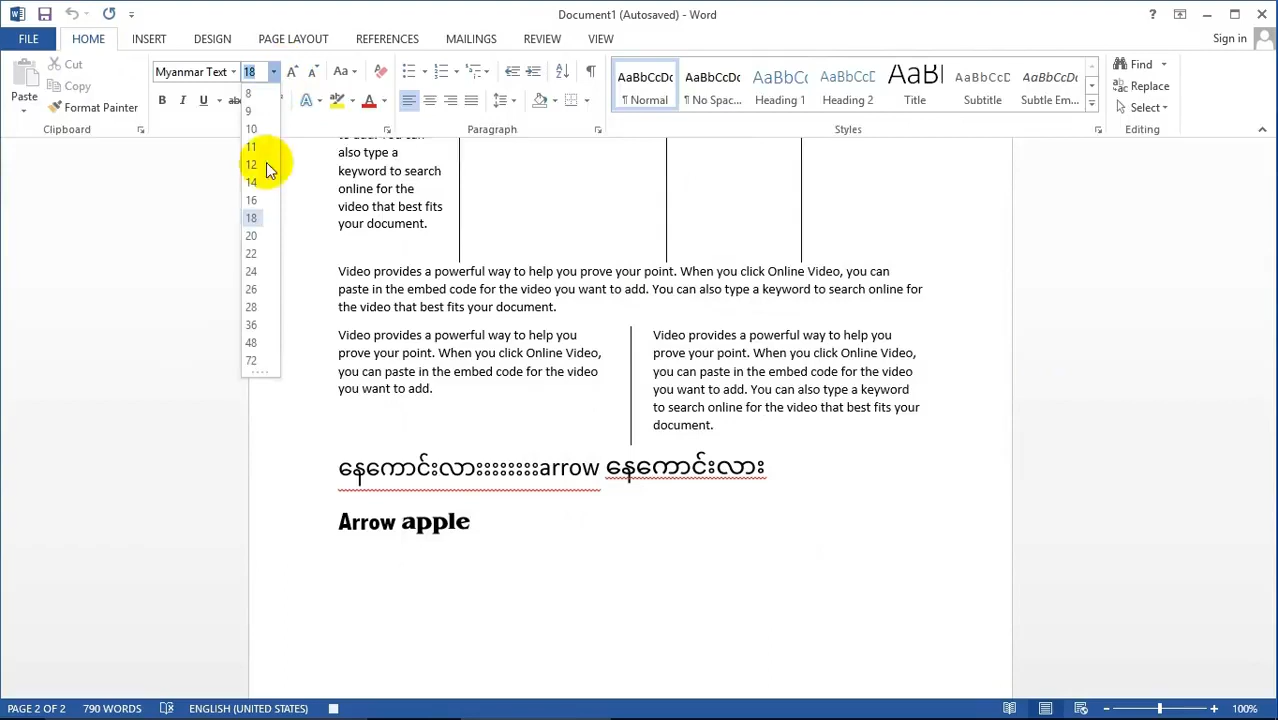 Document1 (Autosaved) - Word
FILE HOME INSERT DESIGN PAGE LAYOUT REFERENCES MAILINGS REVIEW VIEW Sign in
Paste
Cut
Copy
Format Painter
Clipboard
Myanmar Text 18
8
9
10
11
12
14
16
18
20
22
24
26
28
36
48
72
Paragraph
AaBbCcDc
¶ Normal
AaBbCcDc
¶ No Spac...
AaBbCc
Heading
AaBbCcD
Heading 2
AaBl
Title
AaBbCcD
Subtitle
AaBbCcDc
Subtle Em...
Styles
Find
Replace
Select
Editing
also type a
keyword to search
online for the
video that best fits
your document.
Video provides a powerful way to help you prove your point. When you click Online Video, you can
paste in the embed code for the video you want to add. You can also type a keyword to search online for
the video that best fits your document.
Video provides a powerful way to help you
prove your point. When you click Online Video,
you can paste in the embed code for the video
you want to add.
Video provides a powerful way to help you
prove your point. When you click Online Video,
you can paste in the embed code for the video
you want to add. You can also type a keyword
to search online for the video that best fits your
document.
နေကောင်းလားးးးးးးးးarrow နေကောင်းလား
Arrow apple
PAGE 2 OF 2 790 WORDS ENGLISH (UNITED STATES) 100%